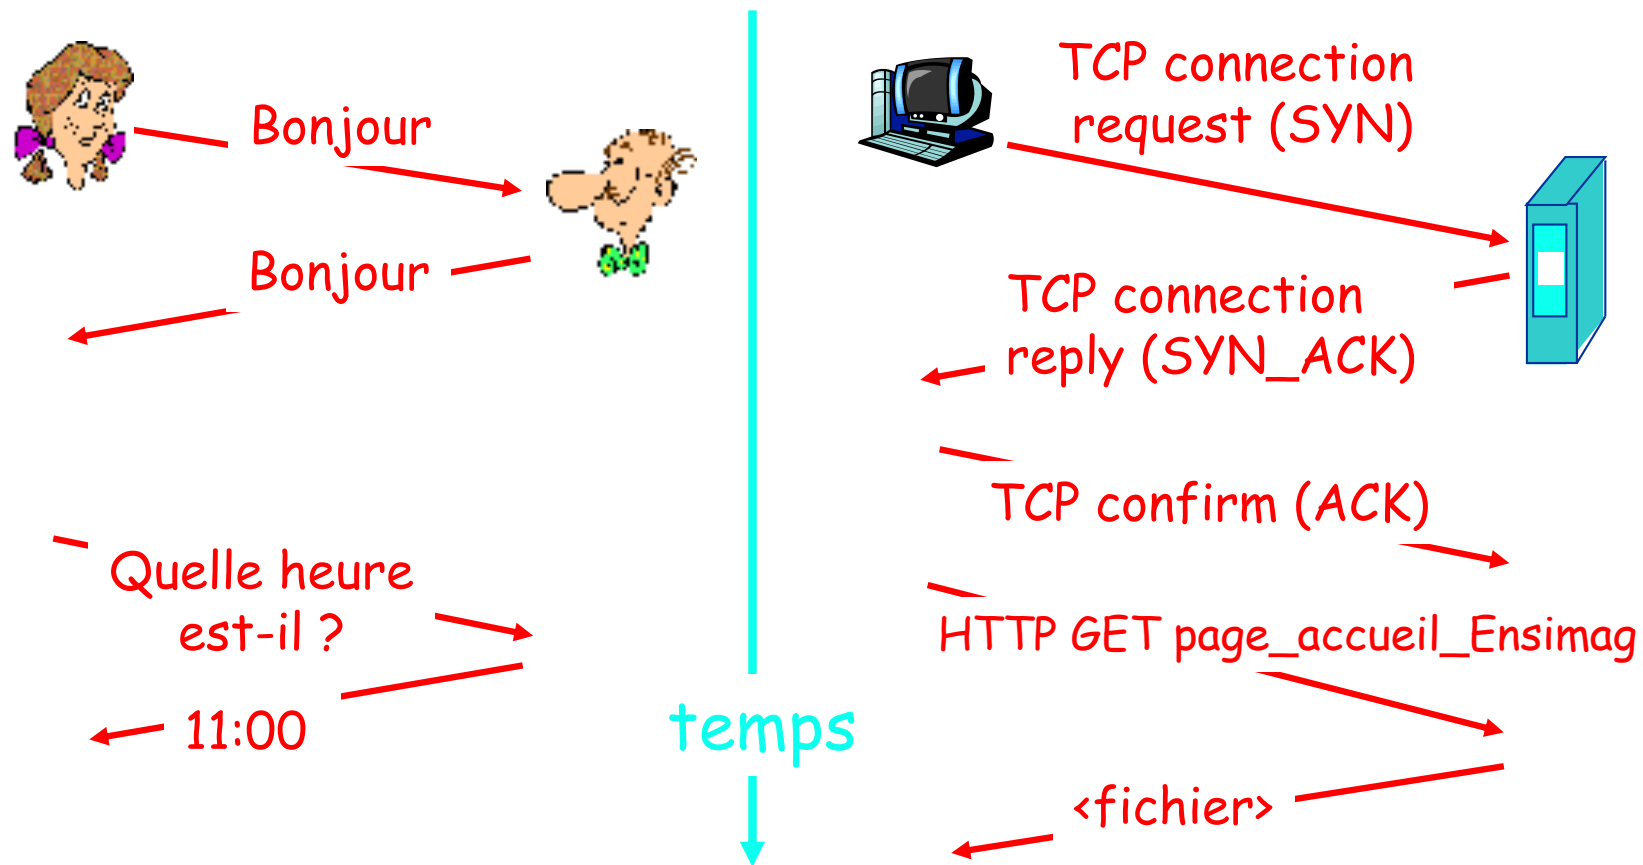 Bonjour
Bonjour
Quelle heure
est-il ?
11:00
temps
TCP connection
request (SYN)
TCP connection
reply (SYN_ACK)
TCP confirm (ACK)
HTTP GET page_accueil_Ensimag
<fichier>